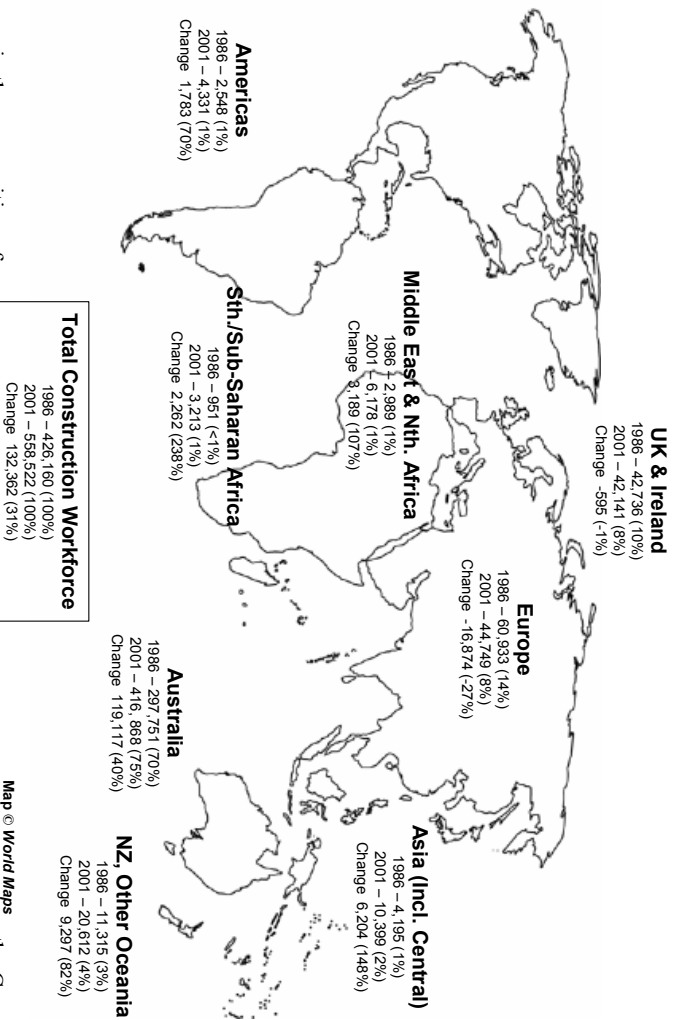 UK & Ireland
1986 – 42,736 (10%)
2001 – 42,141 (8%)
Change -595 (-1%)
Europe
1986 – 60,933 (14%)
2001 – 44,749 (8%)
Change -16,874 (-27%)
Asia (Incl. Central)
1986 – 4,195 (1%)
2001 – 10,399 (2%)
Change 6,204 (148%)
Middle East & Nth. Africa
1986 – 2,989 (1%)
2001 – 6,178 (1%)
Change 3,189 (107%)
Americas
1986 – 2,548 (1%)
2001 – 4,331 (1%)
Change 1,783 (70%)
Sth./Sub-Saharan Africa
1986 – 951 (<1%)
2001 – 3,213 (1%)
Change 2,262 (238%)
Australia
1986 – 297,751 (70%)
2001 – 416, 868 (75%)
Change 119,117 (40%)
NZ, Other Oceania
1986 – 11,315 (3%)
2001 – 20,612 (4%)
Change 9,297 (82%)
Total Construction Workforce
1986 – 426,160 (100%)
2001 – 558,522 (100%)
Change 132,362 (31%)
Map © World Maps